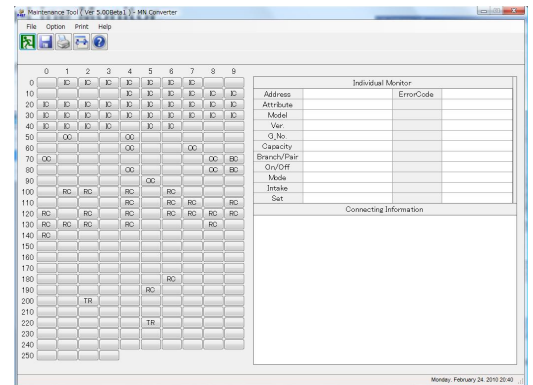 Maintenance Tool ( Ver 5.00Beta1 ) - MN Converter
File Option Print Help
0 1 2 3 4 5 6 7 8 9
0 IC IC IC IC IC IC IC
10 IC IC IC IC IC IC
20 IC IC IC IC IC IC IC IC IC IC
30 IC IC IC IC IC IC IC IC IC IC
40 IC IC IC IC IC
50 OC OC
60 OC OC
70 OC OC BC
80 OC OC BC
90 OC
100 RC RC RC RC
110 RC RC RC RC
120 RC RC RC RC RC RC RC
130 RC RC RC RC RC
140 RC
150
160
170
180 RC
190 RC
200 TR
210
220 TR
230
240
250
Individual Monitor
Address ErrorCode
Attribute
Model
Ver.
G_No.
Capacity
Branch/Pair
On/Off
Mode
Intake
Set
Connecting Information
Monday, February 24, 2010 20:40